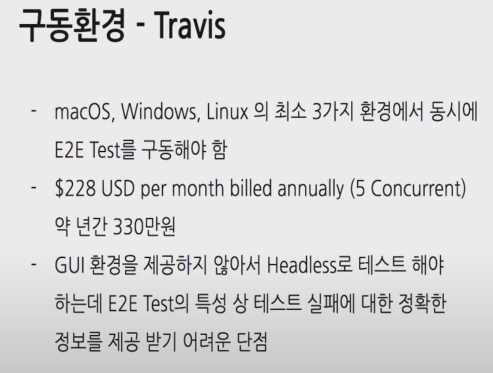 구동환경 - Travis
- macOS, Windows, Linux 의 최소 3가지 환경에서 동시에
E2E Test를 구동해야 함
- $228 USD per month billed annually (5 Concurrent)
약 년간 330만원
- GUI 환경을 제공하지 않아서 Headless로 테스트 해야
하는데 E2E Test의 특성 상 테스트 실패에 대한 정확한
정보를 제공 받기 어려운 단점